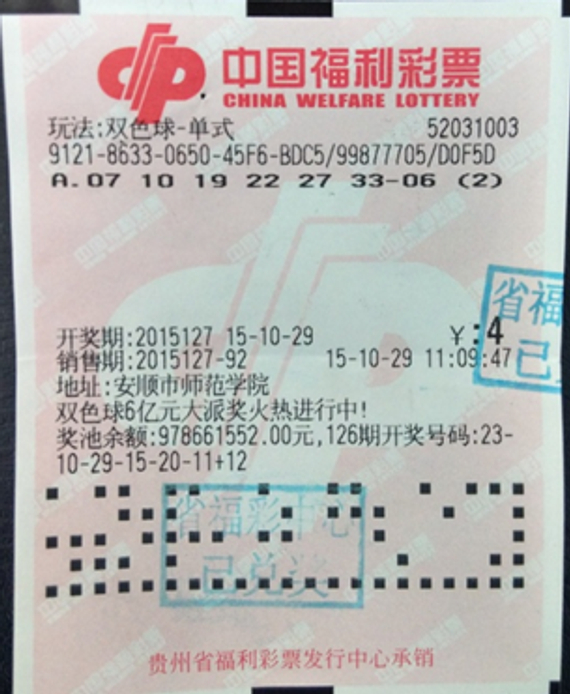 中国福利彩票
CHINA WELFARE LOTTERY
玩法:双色球-单式 52031003
9121-8633-0650-45F6-BDC5/99877705/D0F5D
A.07 10 19 22 27 33-06 (2)
省福
已
开奖期:2015127 15-10-29 ¥:4
销售期:2015127-92 15-10-29 11:09:47
地址:安顺市师范学院
双色球6亿元大派奖火热进行中!
奖池余额:978661552.00元,126期开奖号码:23-
10-29-15-20-11+12
省福彩中心
已兑奖
贵州省福利彩票发行中心承销